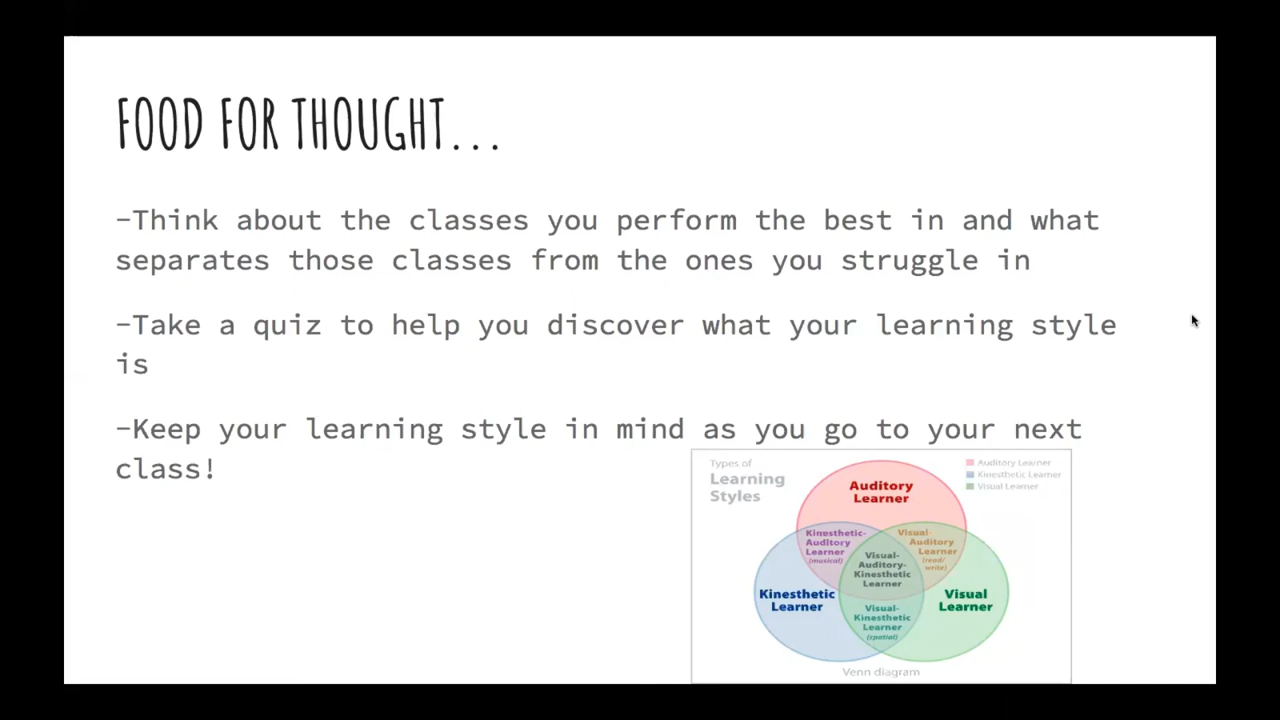 FOOD FOR THOUGHT...
-Think about the classes you perform the best in and what
separates those classes from the ones you struggle in
-Take a quiz to help you discover what your learning style
is
-Keep your learning style in mind as you go to your next
class!
Types of
Learning
Styles
Auditory Learner
Kinesthetic Learner
Visual Learner
Auditory
Learner
Kinesthetic-
Auditory
Learner
(musical)
Visual-
Auditory
Learner
(read/
write)
Visual-
Auditory-
Kinesthetic
Learner
Kinesthetic
Learner
Visual
Learner
Visual-
Kinesthetic
Learner
(spatial)
Venn diagram